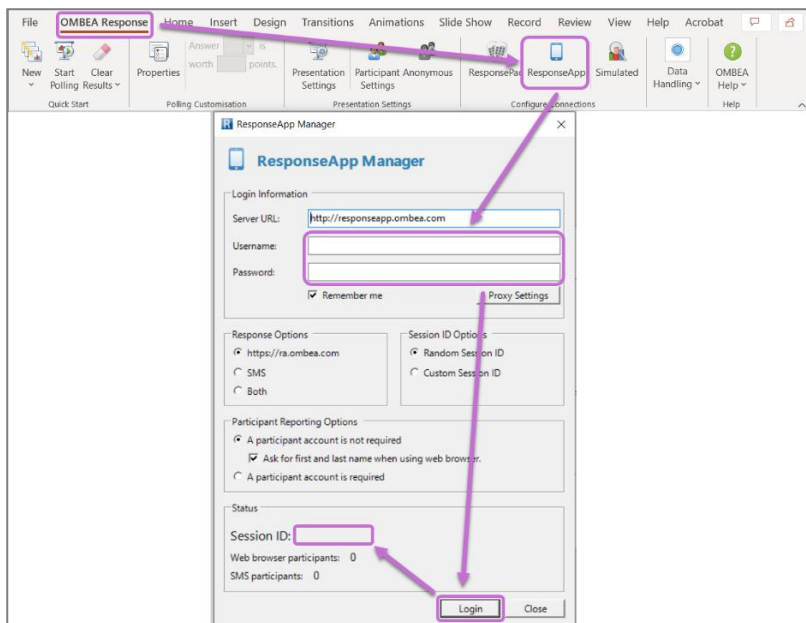 File OMBEA Response Home Insert Design Transitions Animations Slide Show Record Review View Help Acrobat
New Start Polling Clear Results Properties Answer is worth points. Presentation Settings Participant Settings Anonymous ResponsePad ResponseApp Simulated Data Handling OMBEA Help
Quick Start Polling Customisation Presentation Settings Configure Connections Help
ResponseApp Manager
ResponseApp Manager
Login Information
Server URL: http://responseapp.ombea.com
Username:
Password:
Remember me Proxy Settings
Response Options Session ID Options
https://ra.ombea.com Random Session ID
SMS Custom Session ID
Both
Participant Reporting Options
A participant account is not required
Ask for first and last name when using web browser.
A participant account is required
Status
Session ID:
Web browser participants: 0
SMS participants: 0
Login Close